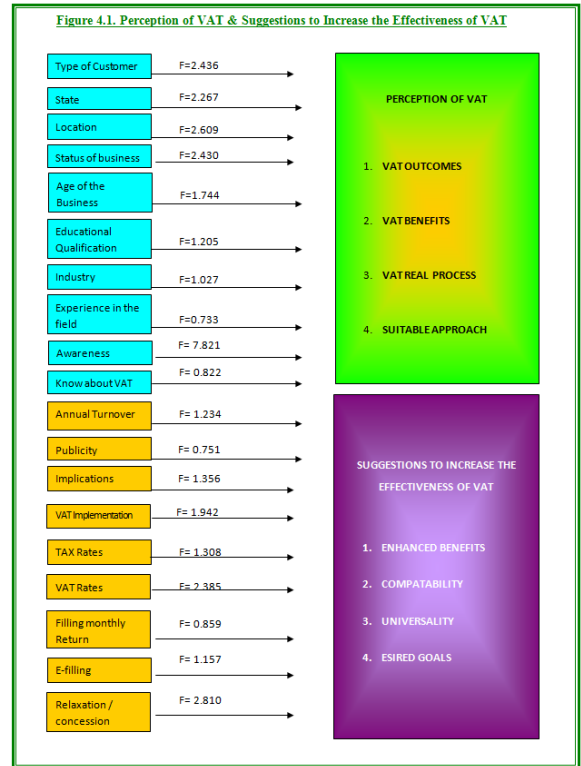 Figure 4.1. Perception of VAT & Suggestions to Increase the Effectiveness of VAT
Type of Customer
F=2.436
State
F=2.267
Location
F=2.609
Status of business
F=2.430
Age of the
Business
F=1.744
Educational
Qualification
F=1.205
Industry
F=1.027
Experience in the
field
F=0.733
Awareness
F= 7.821
Know about VAT
F= 0.822
Annual Turnover
F= 1.234
Publicity
F= 0.751
Implications
F= 1.356
VAT Implementation
F= 1.942
TAX Rates
F= 1.308
VAT Rates
F= 2.385
Filling monthly
Return
F= 0.859
E-filling
F= 1.157
Relaxation /
concession
F= 2.810
PERCEPTION OF VAT
1. VAT OUTCOMES
2. VAT BENEFITS
3. VAT REAL PROCESS
4. SUITABLE APPROACH
SUGGESTIONS TO INCREASE THE
EFFECTIVENESS OF VAT
1. ENHANCED BENEFITS
2. COMPATABILITY
3. UNIVERSALITY
4. ESIRED GOALS